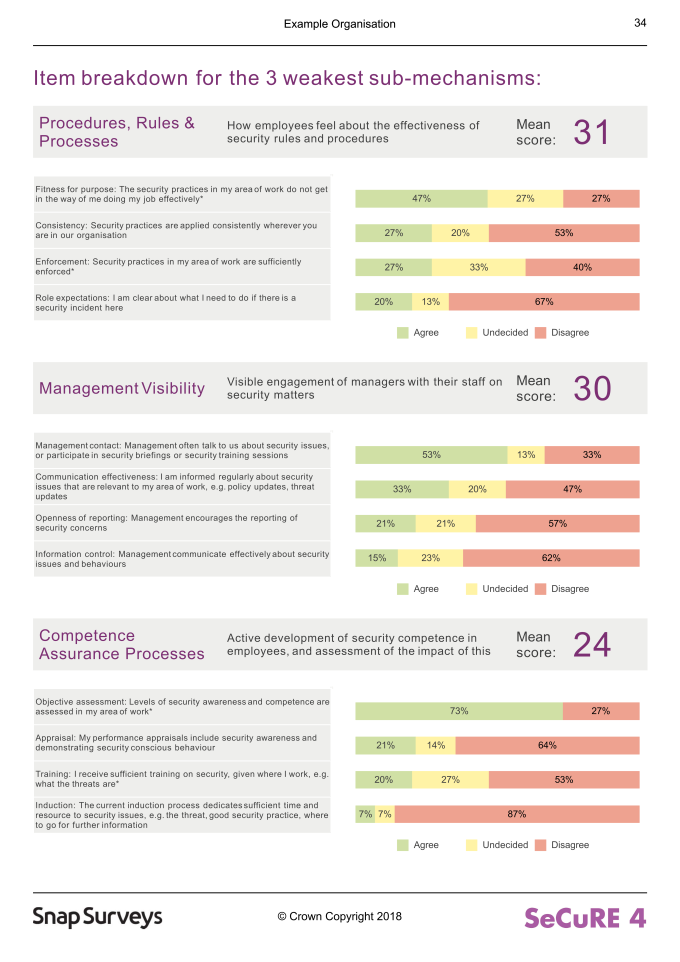 Example Organisation
34
Item breakdown for the 3 weakest sub-mechanisms:
Procedures, Rules &
Processes
How employees feel about the effectiveness of
security rules and procedures
Mean
score:
31
Fitness for purpose: The security practices in my area of work do not get
in the way of me doing my job effectively*
47% 27% 27%
Consistency: Security practices are applied consistently wherever you
are in our organisation
27% 20% 53%
Enforcement: Security practices in my area of work are sufficiently
enforced*
27% 33% 40%
Role expectations: I am clear about what I need to do if there is a
security incident here
20% 13% 67%
Agree Undecided Disagree
Management Visibility
Visible engagement of managers with their staff on
security matters
Mean
score:
30
Management contact: Management often talk to us about security issues,
or participate in security briefings or security training sessions
53% 13% 33%
Communication effectiveness: I am informed regularly about security
issues that are relevant to my area of work, e.g. policy updates, threat
updates
33% 20% 47%
Openness of reporting: Management encourages the reporting of
security concerns
21% 21% 57%
Information control: Management communicate effectively about security
issues and behaviours
15% 23% 62%
Agree Undecided Disagree
Competence
Assurance Processes
Active development of security competence in
employees, and assessment of the impact of this
Mean
score:
24
Objective assessment: Levels of security awareness and competence are
assessed in my area of work*
73% 27%
Appraisal: My performance appraisals include security awareness and
demonstrating security conscious behaviour
21% 14% 64%
Training: I receive sufficient training on security, given where I work, e.g.
what the threats are*
20% 27% 53%
Induction: The current induction process dedicates sufficient time and
resource to security issues, e.g. the threat, good security practice, where
to go for further information
7% 7% 87%
Agree Undecided Disagree
Snap Surveys
© Crown Copyright 2018
SeCuRE 4